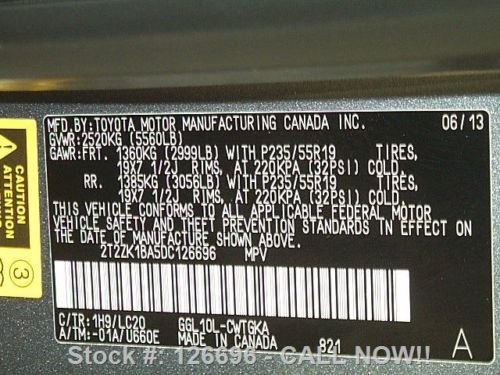 MFD.BY:TOYOTA MOTOR MANUFACTURING CANADA INC. 06/13
GVWR:2520KG (5560LB)
GAWR:FRT. 1360KG (2999LB) WITH P235/55R19 TIRES,
19X7 1/2J RIMS, AT 220KPA (32PSI) COLD
RR. 1385KG (3056LB) WITH P235/55R19 TIRES,
19X7 1/2J RIMS, AT 220KPA (32PSI) COLD
THIS VEHICLE CONFORMS TO ALL APPLICABLE FEDERAL MOTOR
VEHICLE SAFETY AND THEFT PREVENTION STANDARDS IN EFFECT ON
THE DATE OF MANUFACTURE SHOWN ABOVE.
2T2ZK1BA5DC126696 MPV
C/TR:1H9/LC20 GGL10L-CWTGKA
A/TM:-01A/U660E MADE IN CANADA 821 A
CAUTION
ATTENTION
3
Stock #: 126696 CALL NOW!!